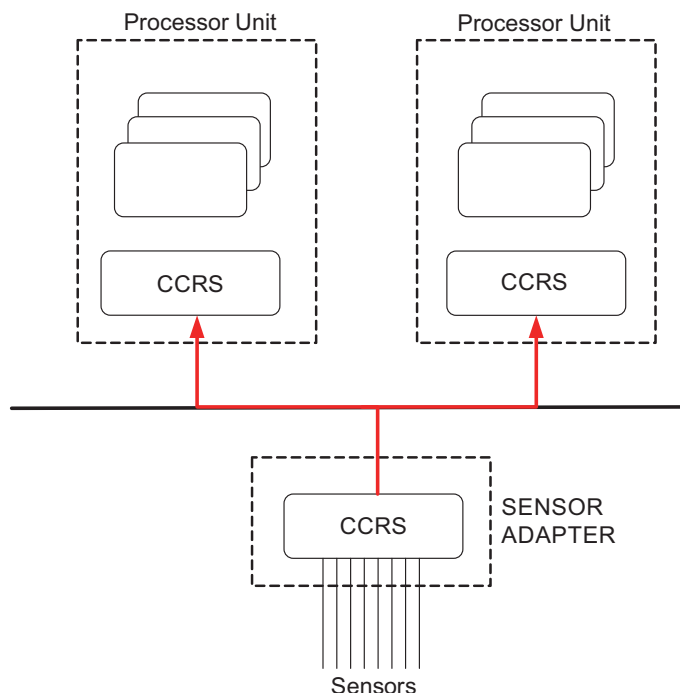 Processor Unit
Processor Unit
CCRS
CCRS
CCRS
SENSOR
ADAPTER
Sensors